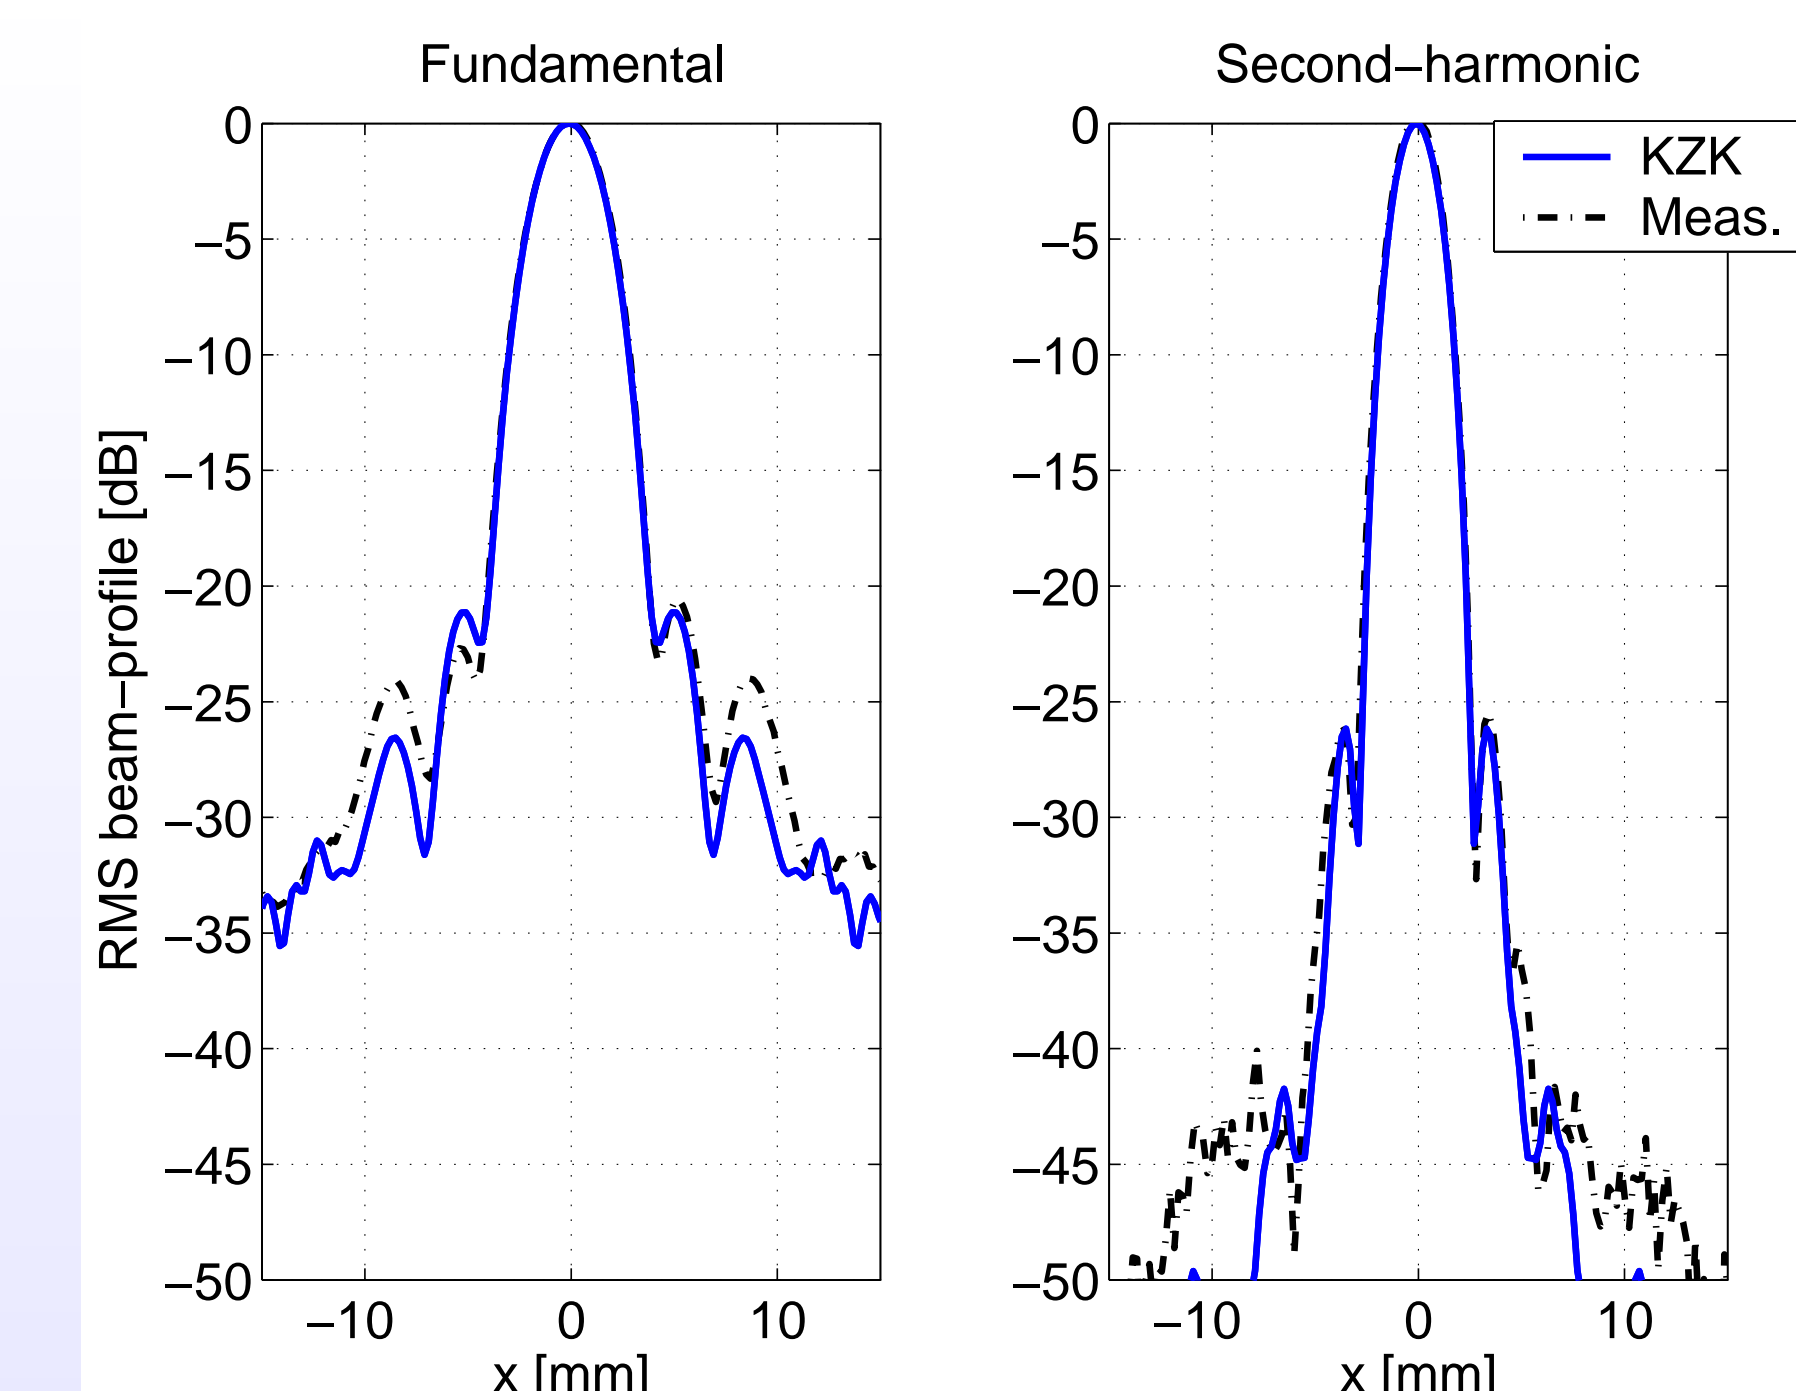 Fundamental
Second–harmonic
RMS beam–profile [dB]
0
–5
–10
–15
–20
–25
–30
–35
–40
–45
–50
–10 0 10
x [mm]
0
–5
–10
–15
–20
–25
–30
–35
–40
–45
–50
–10 0 10
x [mm]
KZK
Meas.